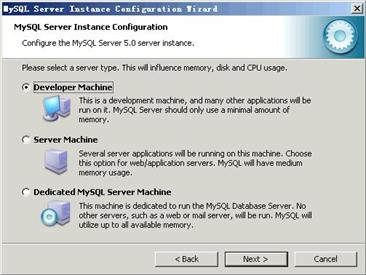 MySQL Server Instance Configuration Wizard
MySQL Server Instance Configuration
Configure the MySQL Server 5.0 server instance.
Please select a server type. This will influence memory, disk and CPU usage.
Developer Machine
This is a development machine, and many other applications will be
run on it. MySQL Server should only use a minimal amount of
memory.
Server Machine
Several server applications will be running on this machine. Choose
this option for web/application servers. MySQL will have medium
memory usage.
Dedicated MySQL Server Machine
This machine is dedicated to run the MySQL Database Server. No
other servers, such as a web or mail server, will be run. MySQL will
utilize up to all available memory.
< Back
Next >
Cancel